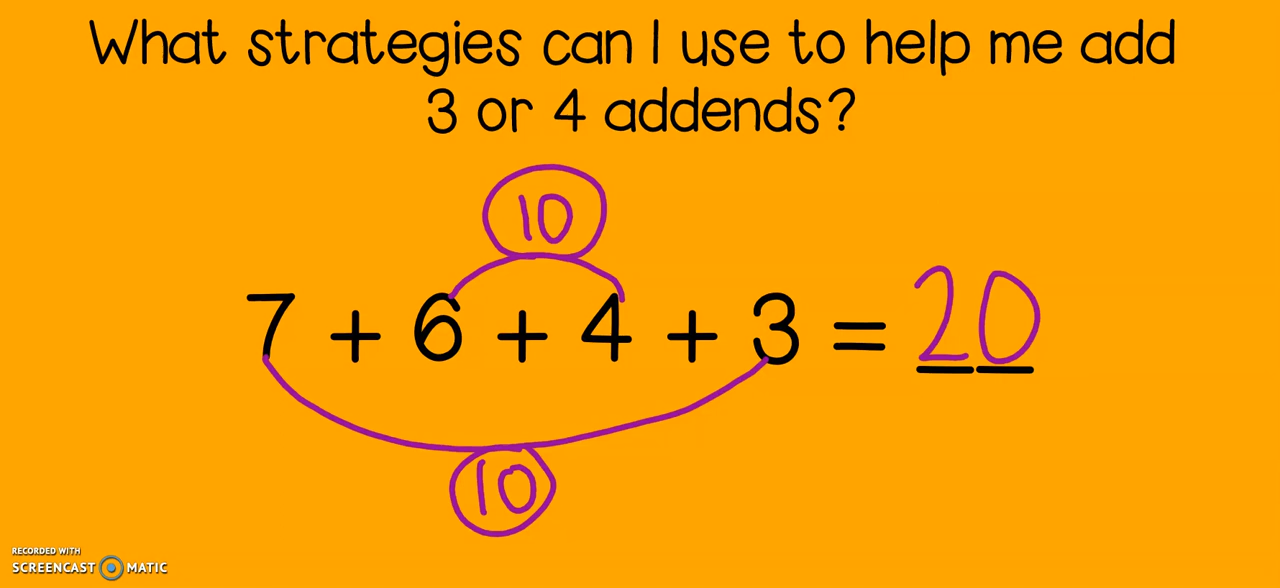 What strategies can I use to help me add
3 or 4 addends?
10
7 + 6 + 4 + 3 = 20
10
RECORDED WITH
SCREENCAST MATIC